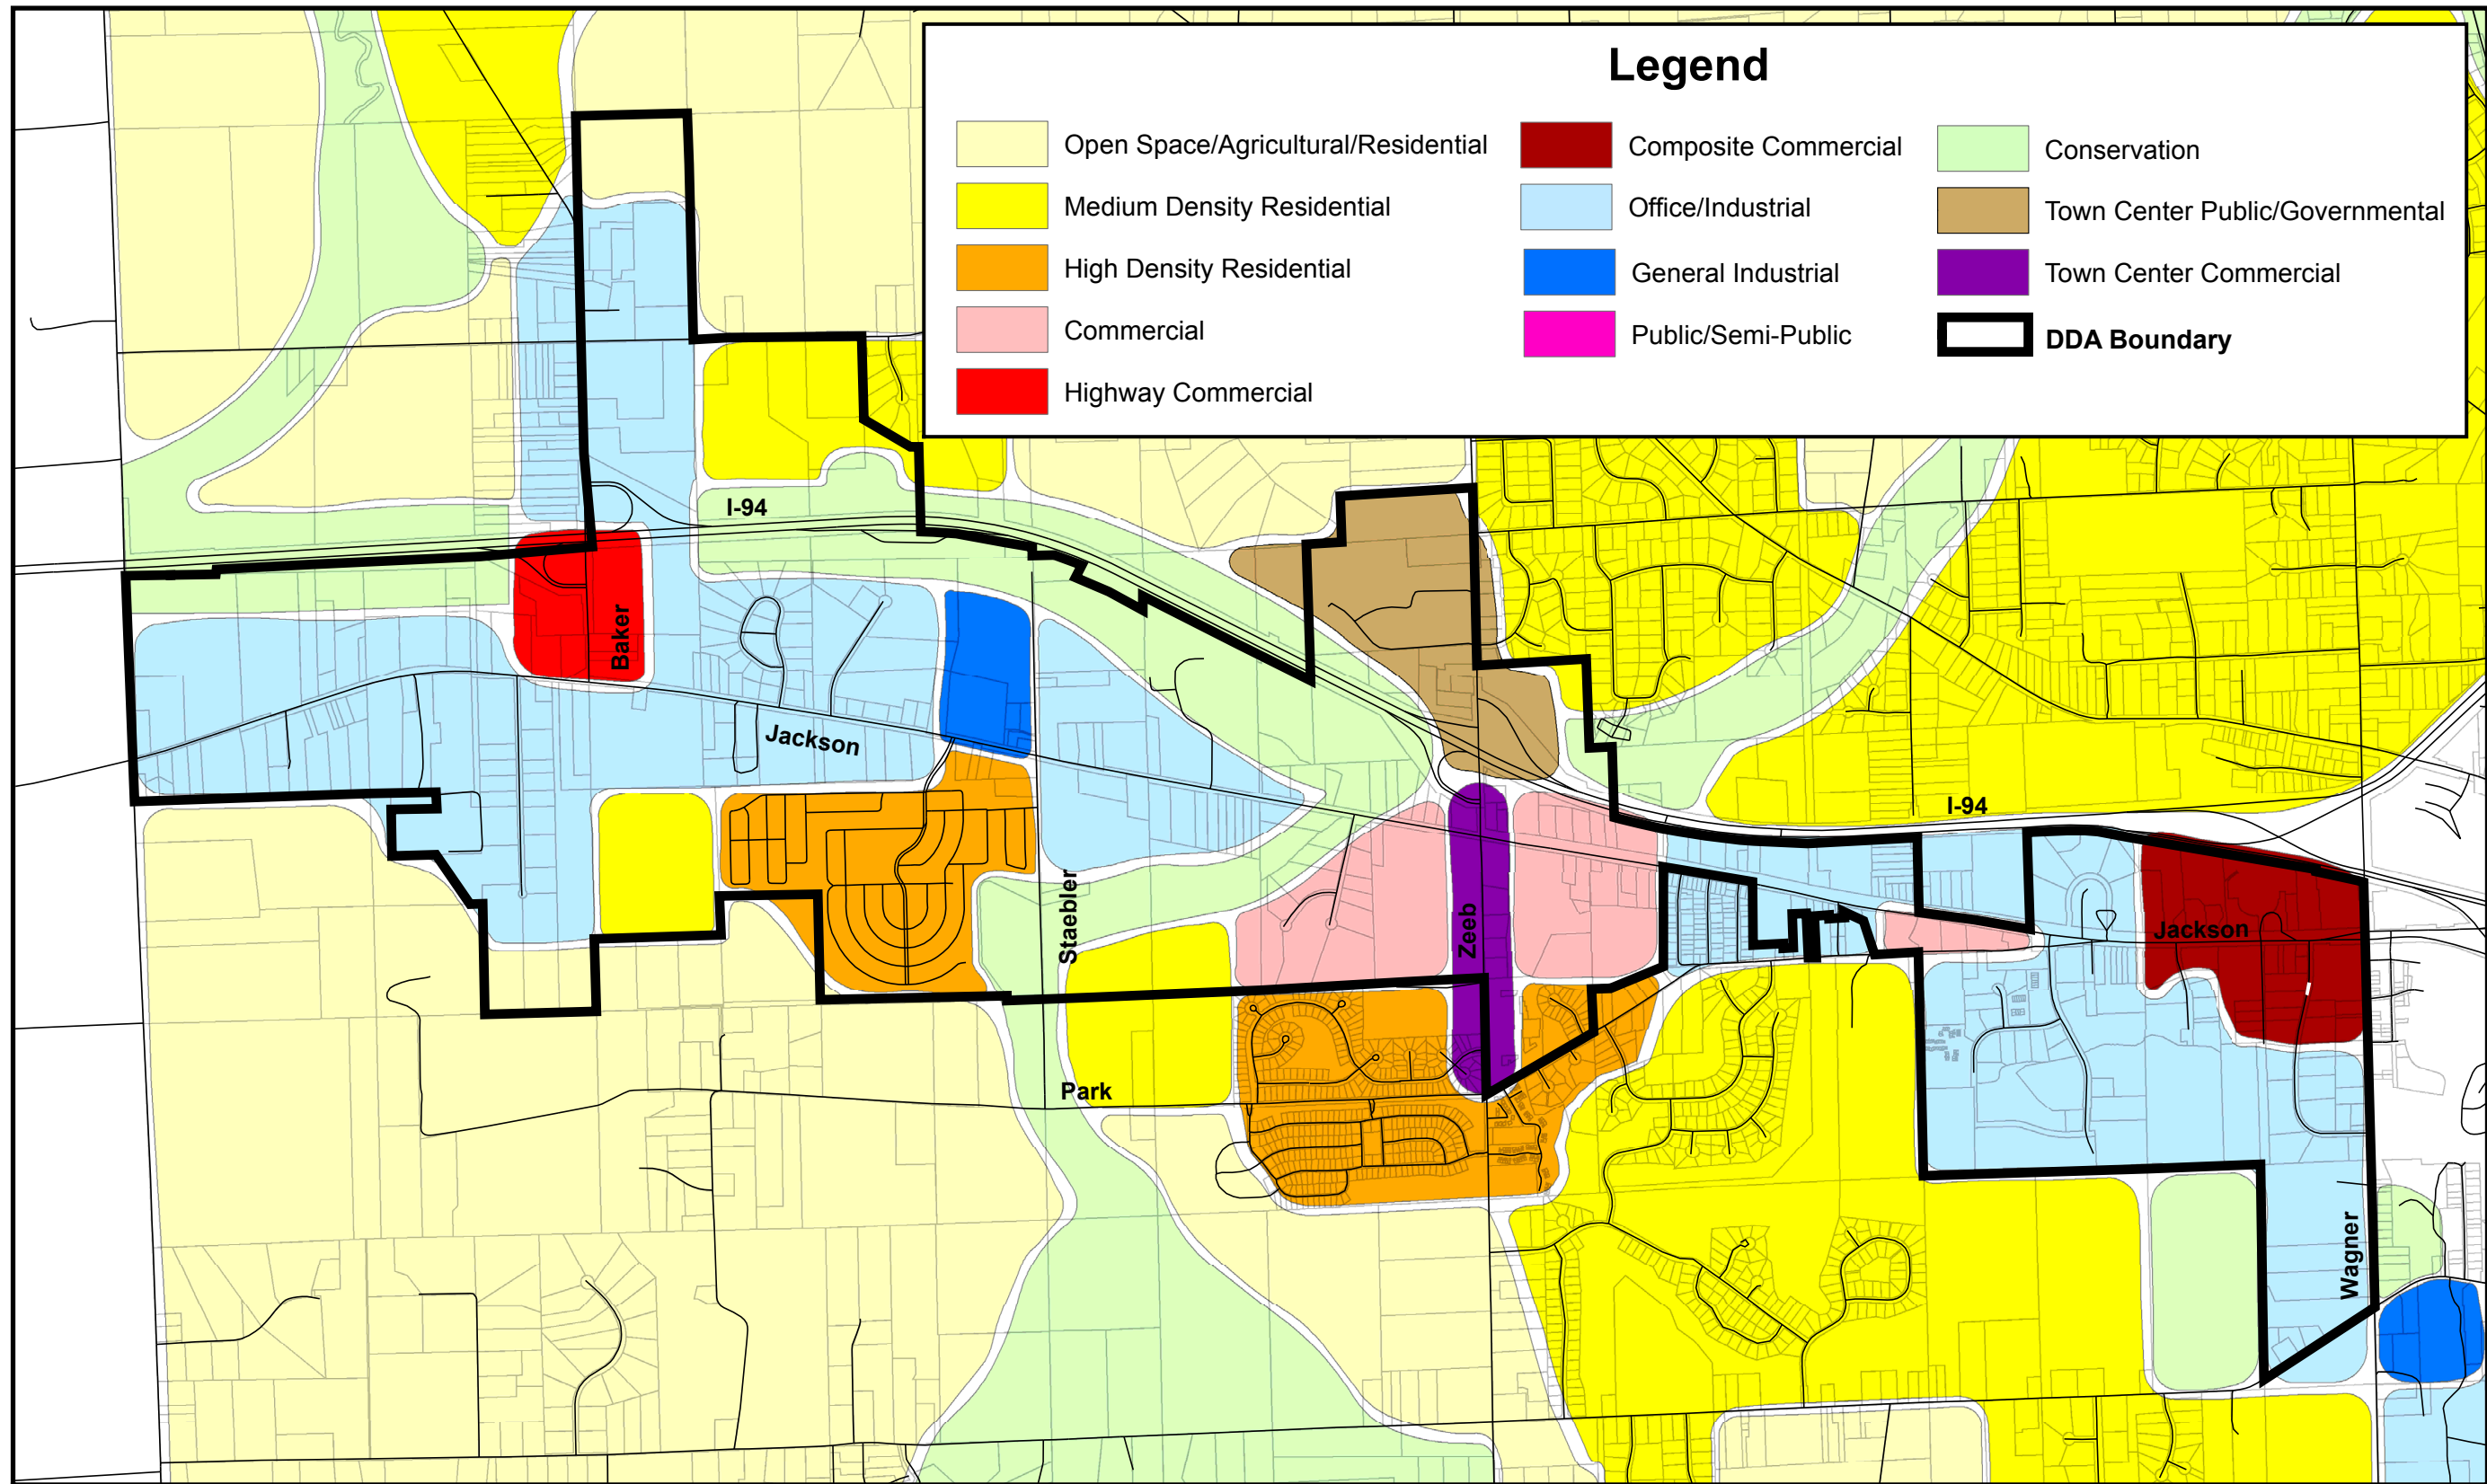 Legend
Open Space/Agricultural/Residential
Medium Density Residential
High Density Residential
Commercial
Highway Commercial
Composite Commercial
Office/Industrial
General Industrial
Public/Semi-Public
Conservation
Town Center Public/Governmental
Town Center Commercial
DDA Boundary
I-94
Baker
Jackson
I-94
Staebler
Zeeb
Jackson
Park
Wagner